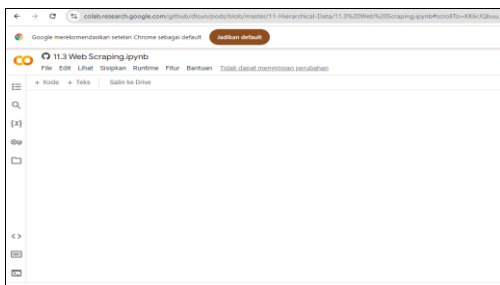 colab.research.google.com/github/dlsun/pods/blob/master/11-Hierarchical-Data/11.3%20Web%20Scraping.ipynb#scrollTo=
Google merekomendasikan setelan Chrome sebagai default Jadikan default
11.3 Web Scraping.ipynb
File Edit Lihat Sisipkan Runtime Fitur Bantuan Tidak dapat menyimpan perubahan
+ Kode + Teks Salin ke Drive
{x}